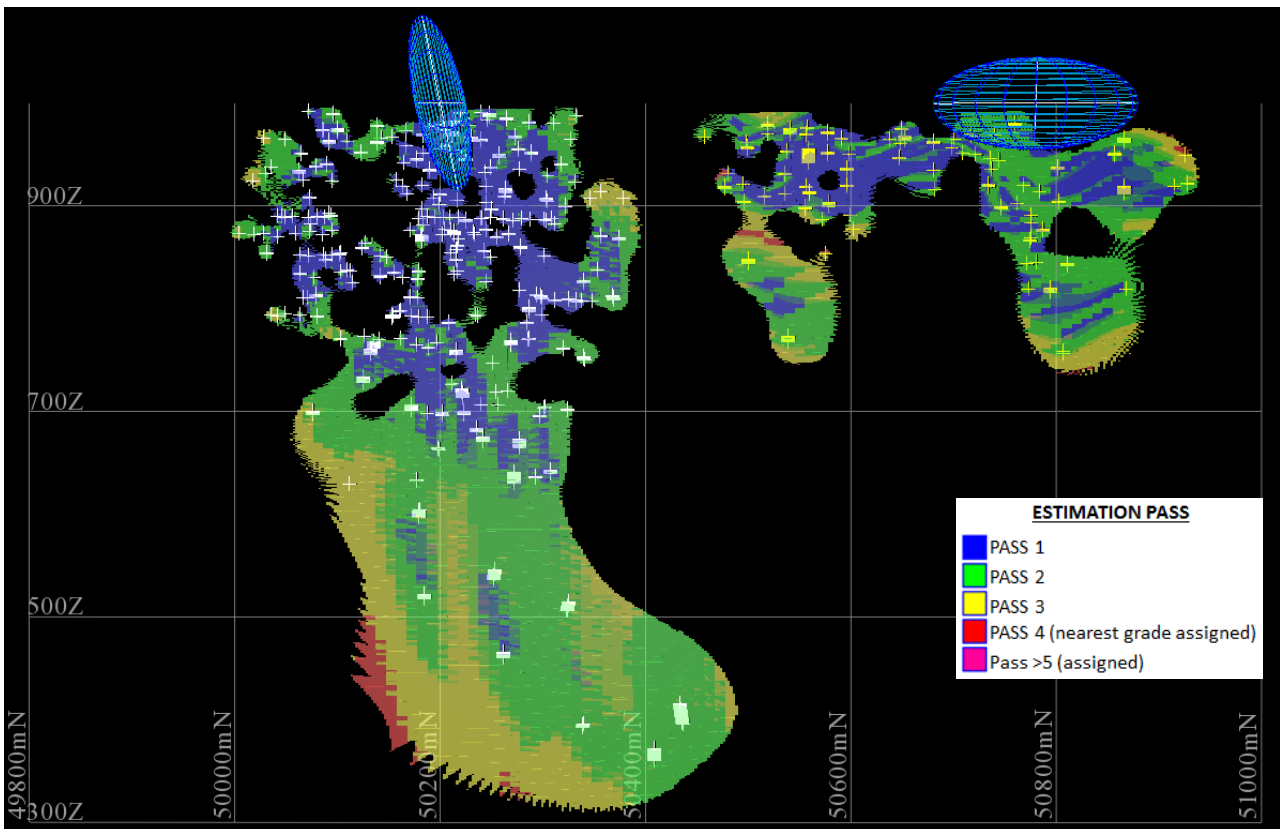 900Z
700Z
500Z
300Z
49800mN
50000mN
50200mN
50400mN
50600mN
50800mN
51000mN
ESTIMATION PASS
PASS 1
PASS 2
PASS 3
PASS 4 (nearest grade assigned)
Pass >5 (assigned)